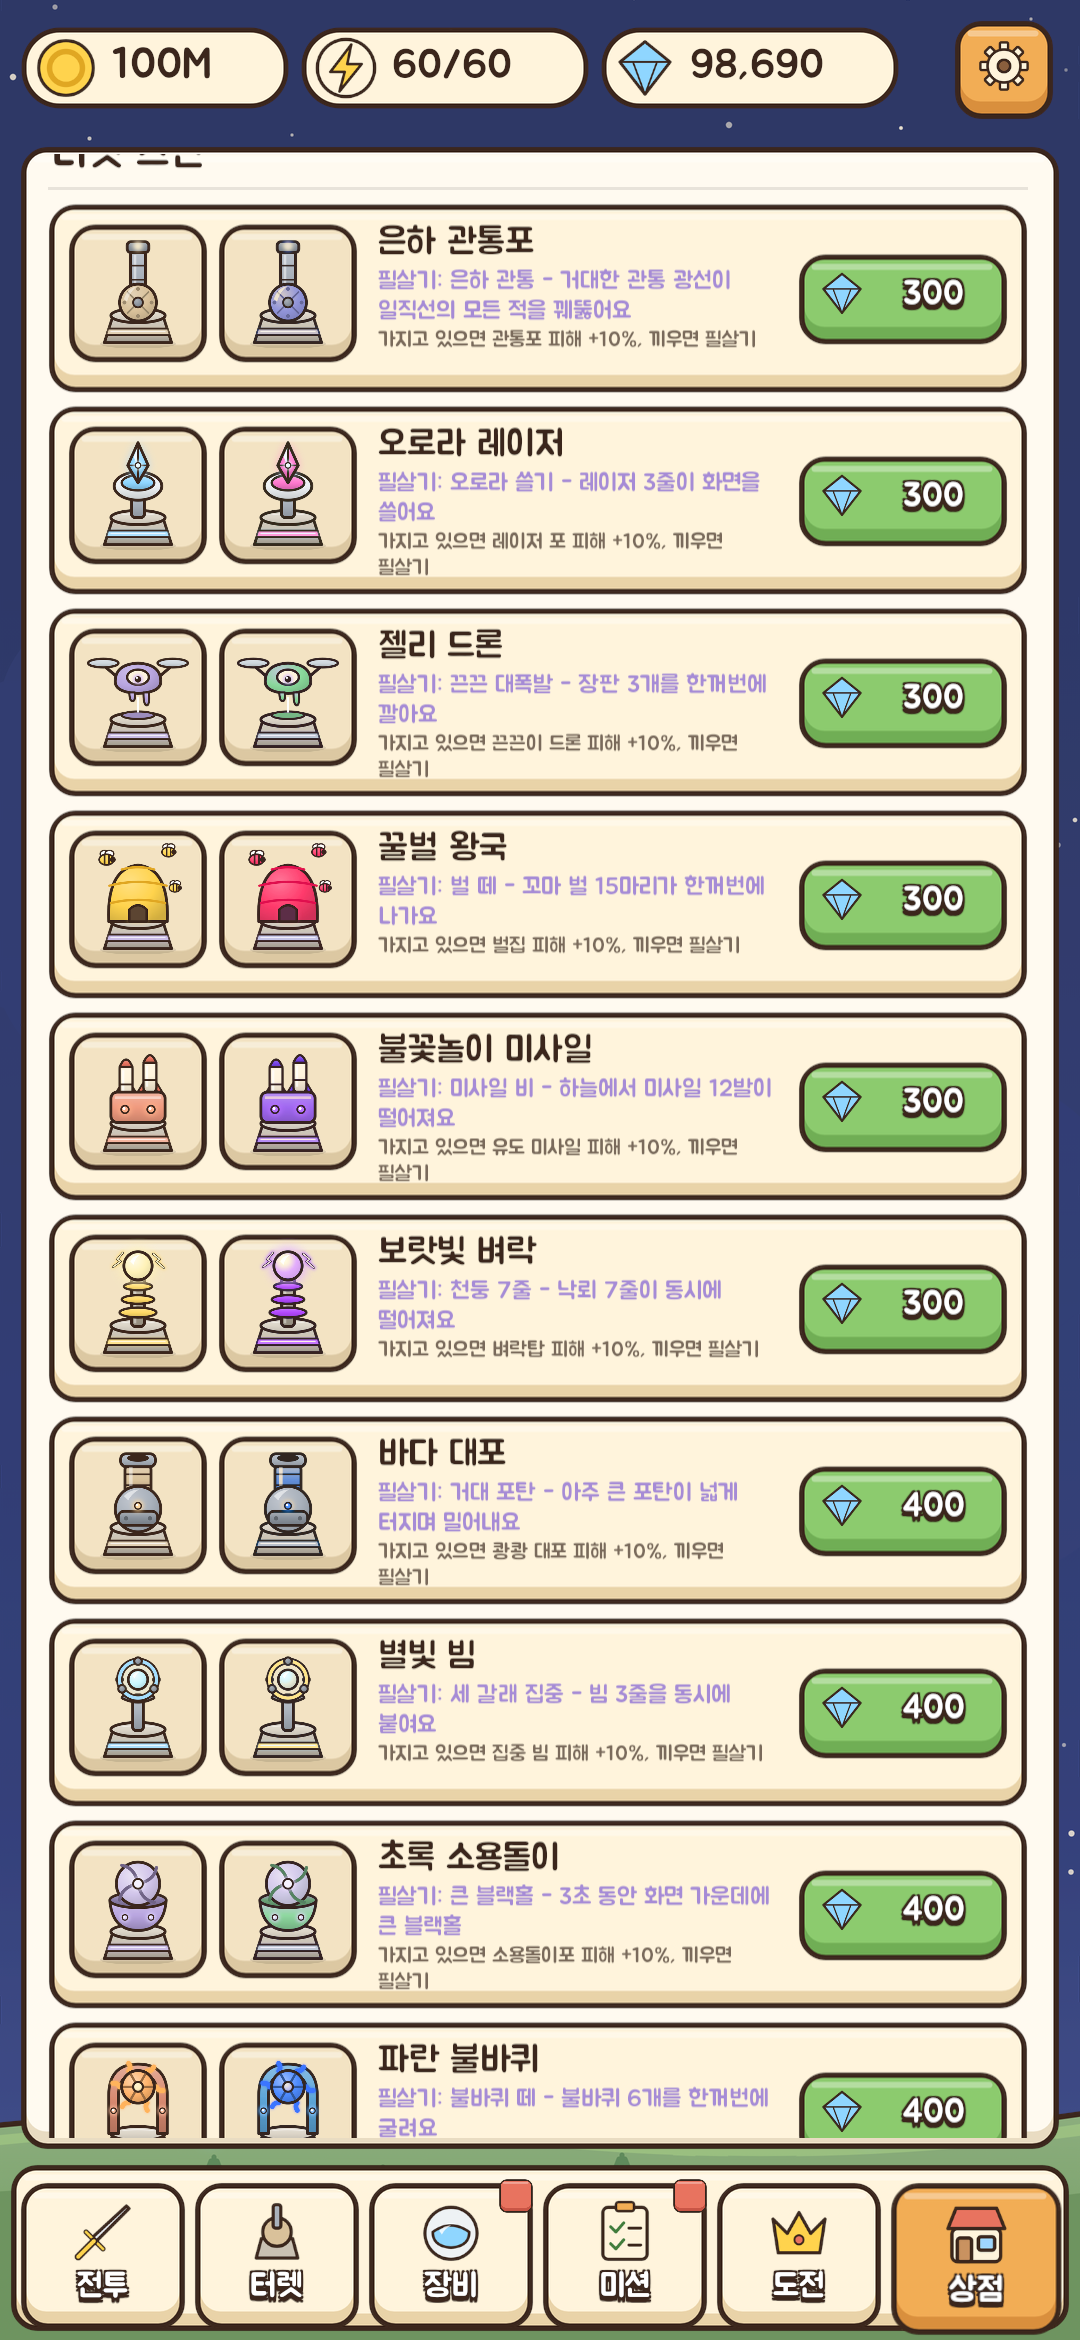 100M
60/60
98,690
은하 관통포
필살기: 은하 관통 - 거대한 관통 광선이
일직선의 모든 적을 꿰뚫어요
가지고 있으면 관통포 피해 +10%, 끼우면 필살기
300
오로라 레이저
필살기: 오로라 쓸기 - 레이저 3줄이 화면을
쓸어요
가지고 있으면 레이저 포 피해 +10%, 끼우면
필살기
300
젤리 드론
필살기: 끈끈 대폭발 - 장판 3개를 한꺼번에
깔아요
가지고 있으면 끈끈이 드론 피해 +10%, 끼우면
필살기
300
꿀벌 왕국
필살기: 벌 떼 - 꼬마 벌 15마리가 한꺼번에
나가요
가지고 있으면 벌집 피해 +10%, 끼우면 필살기
300
불꽃놀이 미사일
필살기: 미사일 비 - 하늘에서 미사일 12발이
떨어져요
가지고 있으면 유도 미사일 피해 +10%, 끼우면
필살기
300
보랏빛 벼락
필살기: 천둥 7줄 - 낙뢰 7줄이 동시에
떨어져요
가지고 있으면 벼락탑 피해 +10%, 끼우면 필살기
300
바다 대포
필살기: 거대 포탄 - 아주 큰 포탄이 넓게
터지며 밀어내요
가지고 있으면 쾅쾅 대포 피해 +10%, 끼우면
필살기
400
별빛 빔
필살기: 세 갈래 집중 - 빔 3줄을 동시에
붙여요
가지고 있으면 집중 빔 피해 +10%, 끼우면 필살기
400
초록 소용돌이
필살기: 큰 블랙홀 - 3초 동안 화면 가운데에
큰 블랙홀
가지고 있으면 소용돌이포 피해 +10%, 끼우면
필살기
400
파란 불바퀴
필살기: 불바퀴 떼 - 불바퀴 6개를 한꺼번에
굴려요
400
전투
터렛
장비
미션
도전
상점